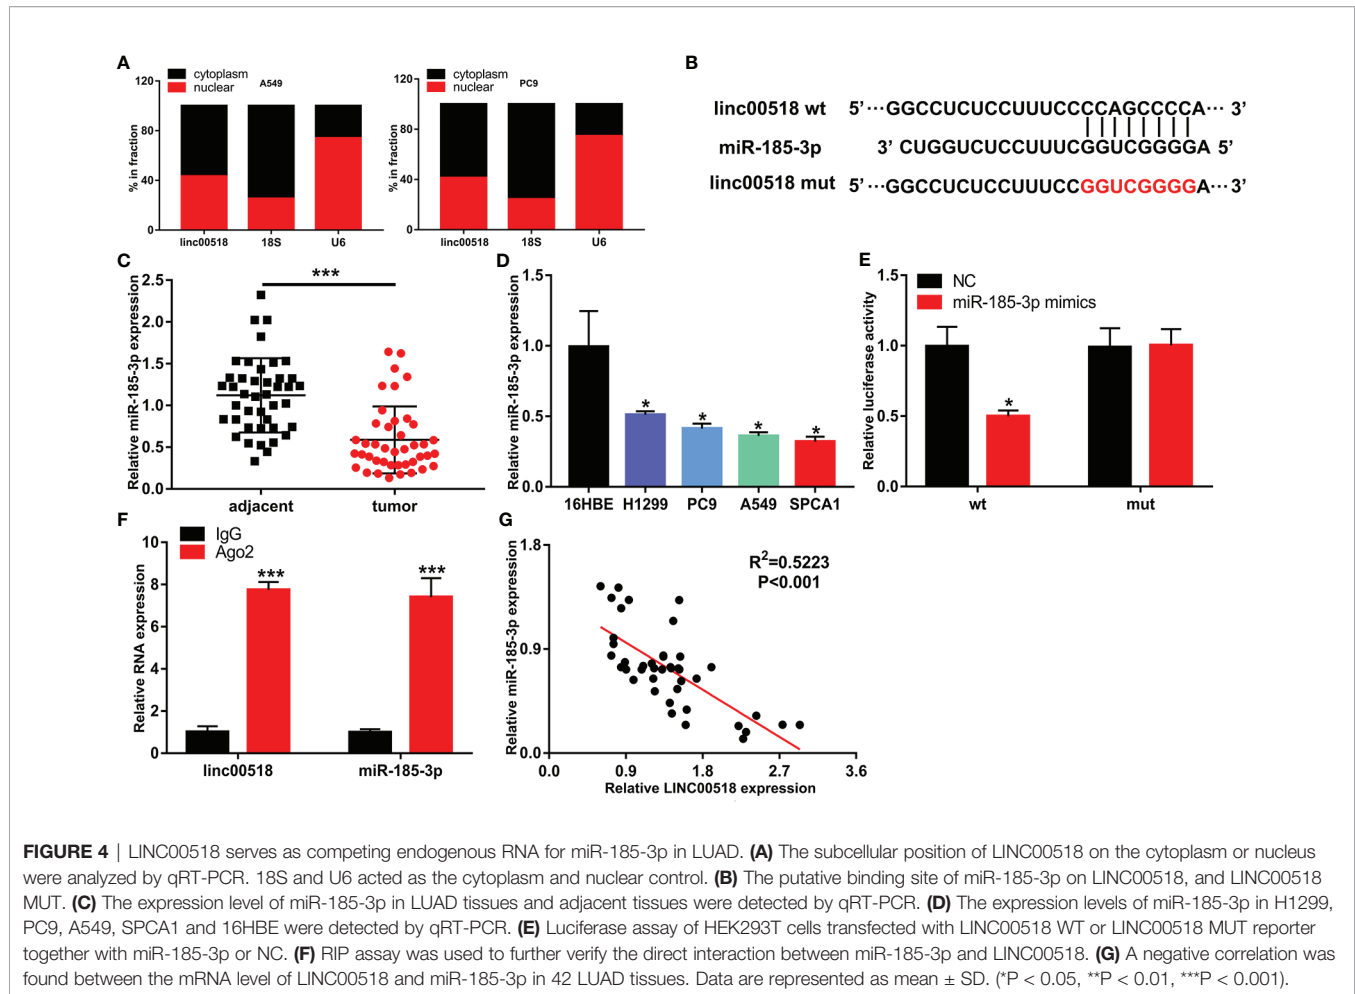 A
cytoplasm
nuclear
A549
% in fraction
120
80
40
0
linc00518 18S U6
cytoplasm
nuclear
PC9
% in fraction
120
80
40
0
linc00518 18S U6
B
linc00518 wt 5’ ··· GGCCUCUCCUUUCCCCAGCCCCA ··· 3’
miR-185-3p 3’ CUGGUCUCCUUUCGGUCGGGGA 5’
linc00518 mut 5’ ··· GGCCUCUCCUUUCCGGUCGGGGA ··· 3’
C
Relative miR-185-3p expression
2.5
2.0
1.5
1.0
0.5
0.0
***
adjacent tumor
D
Relative miR-185-3p expression
1.5
1.0
0.5
0.0
* * * *
16HBE H1299 PC9 A549 SPCA1
E
NC
miR-185-3p mimics
Relative luciferase activity
1.5
1.0
0.5
0.0
*
wt mut
F
IgG
Ago2
Relative RNA expression
10
8
6
4
2
0
*** ***
linc00518 miR-185-3p
G
Relative miR-185-3p expression
1.8
0.9
0.0
R²=0.5223
P<0.001
0.0 0.9 1.8 2.7 3.6
Relative LINC00518 expression
FIGURE 4 | LINC00518 serves as competing endogenous RNA for miR-185-3p in LUAD. (A) The subcellular position of LINC00518 on the cytoplasm or nucleus
were analyzed by qRT-PCR. 18S and U6 acted as the cytoplasm and nuclear control. (B) The putative binding site of miR-185-3p on LINC00518, and LINC00518
MUT. (C) The expression level of miR-185-3p in LUAD tissues and adjacent tissues were detected by qRT-PCR. (D) The expression levels of miR-185-3p in H1299,
PC9, A549, SPCA1 and 16HBE were detected by qRT-PCR. (E) Luciferase assay of HEK293T cells transfected with LINC00518 WT or LINC00518 MUT reporter
together with miR-185-3p or NC. (F) RIP assay was used to further verify the direct interaction between miR-185-3p and LINC00518. (G) A negative correlation was
found between the mRNA level of LINC00518 and miR-185-3p in 42 LUAD tissues. Data are represented as mean ± SD. (*P < 0.05, **P < 0.01, ***P < 0.001).